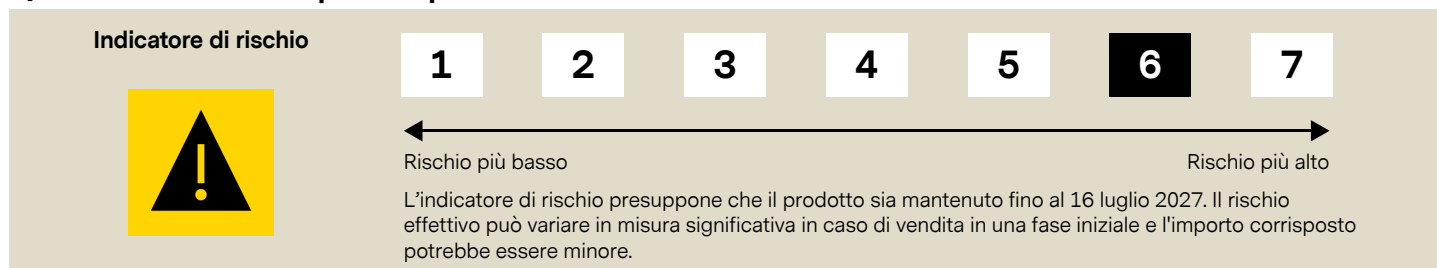 Indicatore di rischio
1 2 3 4 5 6 7
Rischio più basso Rischio più alto
L'indicatore di rischio presuppone che il prodotto sia mantenuto fino al 16 luglio 2027. Il rischio
effettivo può variare in misura significativa in caso di vendita in una fase iniziale e l'importo corrisposto
potrebbe essere minore.